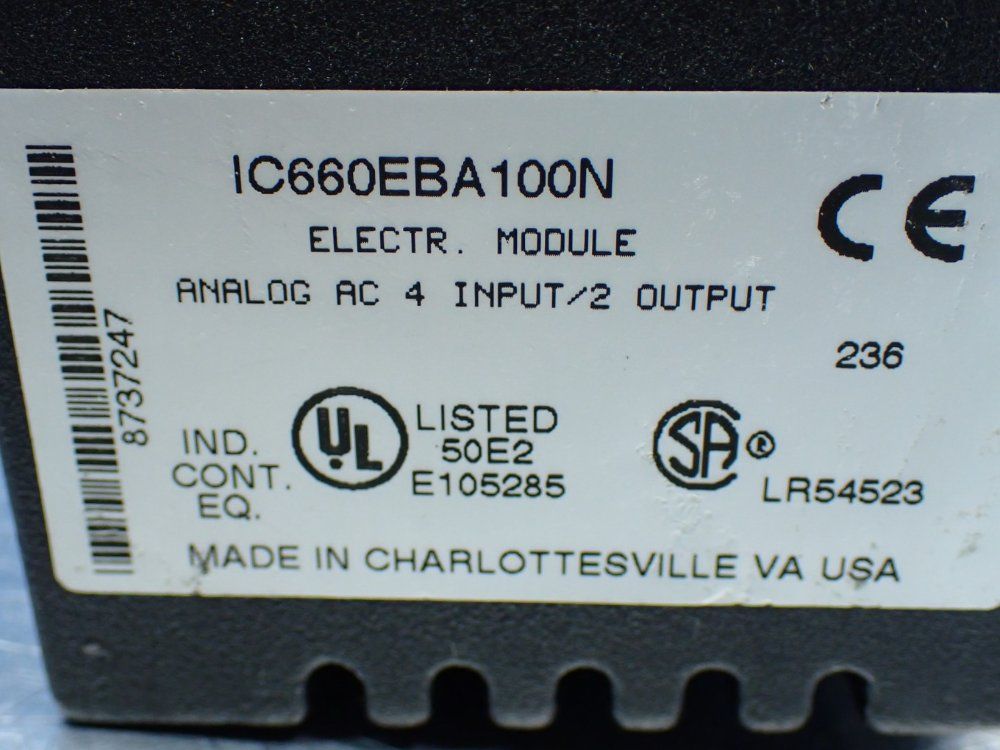 IC660EBA100N
CE
ELECTR. MODULE
ANALOG AC 4 INPUT/2 OUTPUT
236
8737247
IND.
CONT.
EQ.
UL
LISTED
50E2
E105285
SA ®
LR54523
MADE IN CHARLOTTESVILLE VA USA